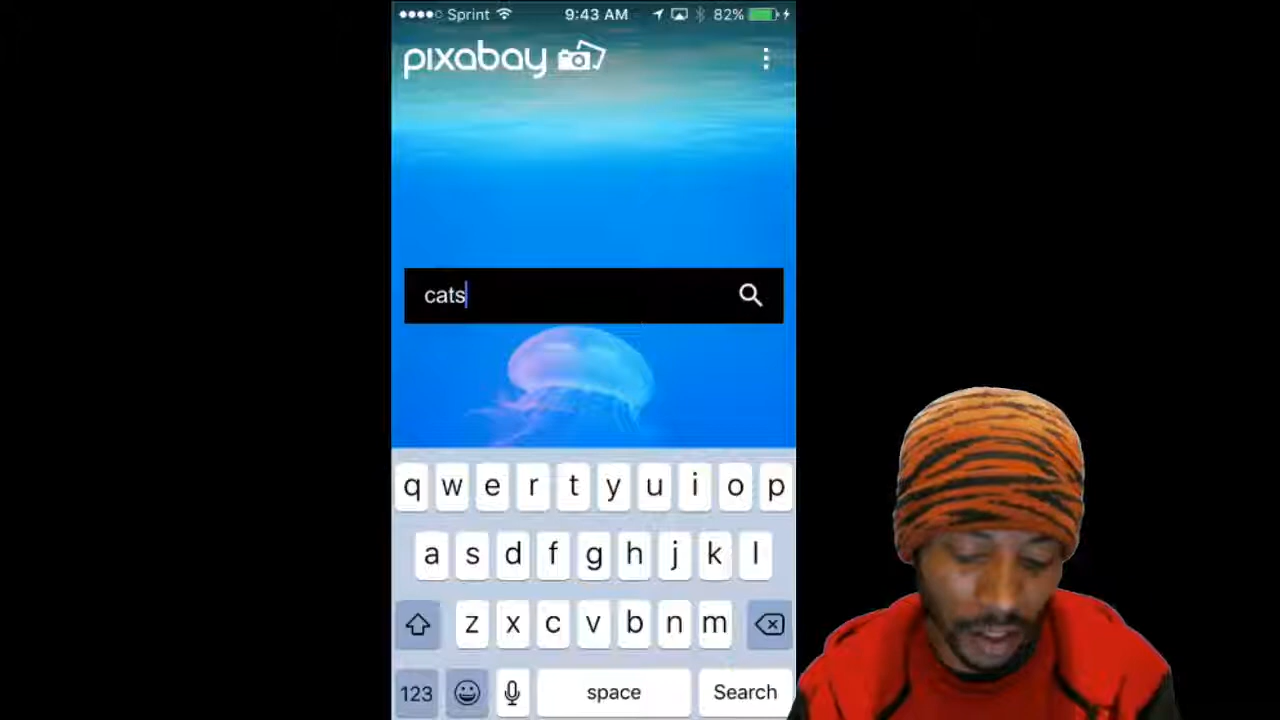 Sprint 9:43 AM 82%
pixabay
cats
q w e r t y u i o p
a s d f g h j k l
z x c v b n m
123 space Search